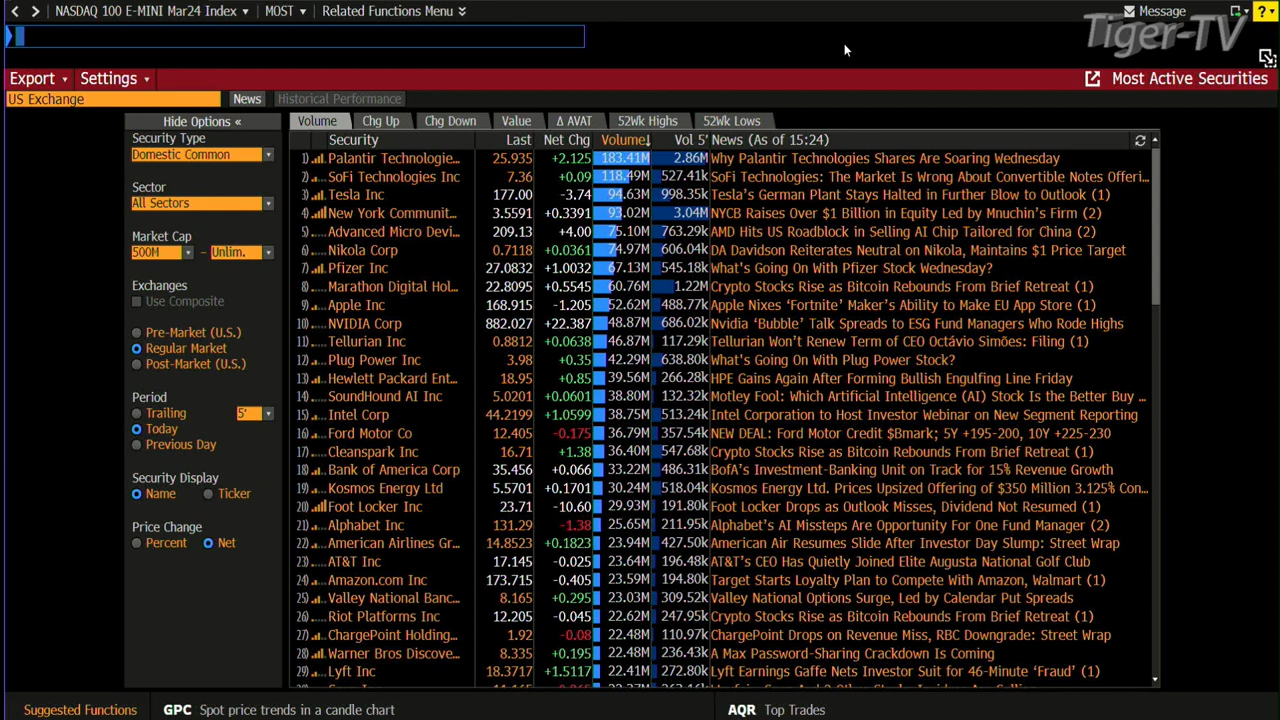 NASDAQ 100 E-MINI Mar24 Index MOST Related Functions Menu Message ?
Tiger-TV
Export Settings Most Active Securities
US Exchange News Historical Performance
Hide Options « Volume Chg Up Chg Down Value Δ AVAT 52Wk Highs 52Wk Lows
Security Type
Domestic Common
Sector
All Sectors
Market Cap
500M – Unlim.
Exchanges
Use Composite
Pre-Market (U.S.)
Regular Market
Post-Market (U.S.)
Period
Trailing 5'
Today
Previous Day
Security Display
Name Ticker
Price Change
Percent Net
Security Last Net Chg Volume↓ Vol 5' News (As of 15:24)
1) Palantir Technologie... 25.935 +2.125 183.41M 2.86M Why Palantir Technologies Shares Are Soaring Wednesday
2) SoFi Technologies Inc 7.36 +0.09 118.49M 527.41k SoFi Technologies: The Market Is Wrong About Convertible Notes Offeri...
3) Tesla Inc 177.00 -3.74 94.63M 998.35k Tesla's German Plant Stays Halted in Further Blow to Outlook (1)
4) New York Communit... 3.5591 +0.3391 93.02M 3.04M NYCB Raises Over $1 Billion in Equity Led by Mnuchin's Firm (2)
5) Advanced Micro Devi... 209.13 +4.00 75.10M 763.29k AMD Hits US Roadblock in Selling AI Chip Tailored for China (2)
6) Nikola Corp 0.7118 +0.0361 74.97M 606.04k DA Davidson Reiterates Neutral on Nikola, Maintains $1 Price Target
7) Pfizer Inc 27.0832 +1.0032 67.13M 545.18k What's Going On With Pfizer Stock Wednesday?
8) Marathon Digital Hol... 22.8095 +0.5545 60.76M 1.22M Crypto Stocks Rise as Bitcoin Rebounds From Brief Retreat (1)
9) Apple Inc 168.915 -1.205 52.62M 488.77k Apple Nixes 'Fortnite' Maker's Ability to Make EU App Store (1)
10) NVIDIA Corp 882.027 +22.387 48.87M 686.02k Nvidia 'Bubble' Talk Spreads to ESG Fund Managers Who Rode Highs
11) Tellurian Inc 0.8812 +0.0638 46.87M 117.29k Tellurian Won't Renew Term of CEO Octávio Simões: Filing (1)
12) Plug Power Inc 3.98 +0.35 42.29M 638.80k What's Going On With Plug Power Stock?
13) Hewlett Packard Ent... 18.95 +0.85 39.56M 266.28k HPE Gains Again After Forming Bullish Engulfing Line Friday
14) SoundHound AI Inc 5.0201 +0.0601 38.80M 132.32k Motley Fool: Which Artificial Intelligence (AI) Stock Is the Better Buy ...
15) Intel Corp 44.2199 +1.0599 38.75M 513.24k Intel Corporation to Host Investor Webinar on New Segment Reporting
16) Ford Motor Co 12.405 -0.175 36.79M 357.54k NEW DEAL: Ford Motor Credit $Bmark; 5Y +195-200, 10Y +225-230
17) Cleanspark Inc 16.71 +1.38 36.40M 547.68k Crypto Stocks Rise as Bitcoin Rebounds From Brief Retreat (1)
18) Bank of America Corp 35.456 +0.066 33.22M 486.31k BofA's Investment-Banking Unit on Track for 15% Revenue Growth
19) Kosmos Energy Ltd 5.5701 +0.1701 30.24M 518.04k Kosmos Energy Ltd. Prices Upsized Offering of $350 Million 3.125% Con...
20) Foot Locker Inc 23.71 -10.60 29.93M 191.80k Foot Locker Drops as Outlook Misses, Dividend Not Resumed (1)
21) Alphabet Inc 131.29 -1.38 25.65M 211.95k Alphabet's AI Missteps Are Opportunity For One Fund Manager (2)
22) American Airlines Gr... 14.8523 +0.1823 23.94M 427.50k American Air Resumes Slide After Investor Day Slump: Street Wrap
23) AT&T Inc 17.145 -0.025 23.64M 196.48k AT&T's CEO Has Quietly Joined Elite Augusta National Golf Club
24) Amazon.com Inc 173.715 -0.405 23.59M 194.80k Target Starts Loyalty Plan to Compete With Amazon, Walmart (1)
25) Valley National Banc... 8.165 +0.295 23.03M 309.52k Valley National Options Surge, Led by Calendar Put Spreads
26) Riot Platforms Inc 12.205 -0.045 22.62M 247.95k Crypto Stocks Rise as Bitcoin Rebounds From Brief Retreat (1)
27) ChargePoint Holding... 1.92 -0.08 22.48M 110.97k ChargePoint Drops on Revenue Miss, RBC Downgrade: Street Wrap
28) Warner Bros Discove... 8.335 +0.195 22.48M 236.43k A Max Password-Sharing Crackdown Is Coming
29) Lyft Inc 18.3717 +1.5117 22.41M 272.80k Lyft Earnings Gaffe Nets Investor Suit for 46-Minute 'Fraud' (1)
Suggested Functions GPC Spot price trends in a candle chart AQR Top Trades